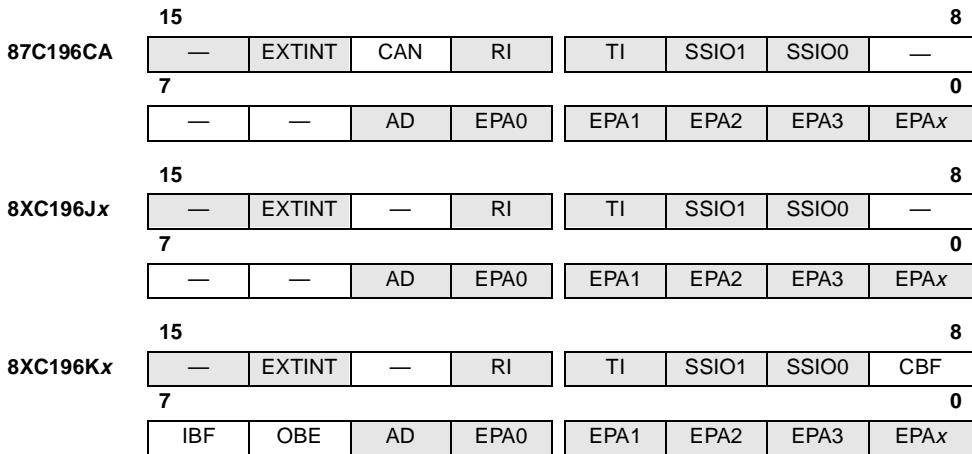 15 8
87C196CA — EXTINT CAN RI TI SSIO1 SSIO0 —
7 0
— — AD EPA0 EPA1 EPA2 EPA3 EPAx
15 8
8XC196Jx — EXTINT — RI TI SSIO1 SSIO0 —
7 0
— — AD EPA0 EPA1 EPA2 EPA3 EPAx
15 8
8XC196Kx — EXTINT — RI TI SSIO1 SSIO0 CBF
7 0
IBF OBE AD EPA0 EPA1 EPA2 EPA3 EPAx